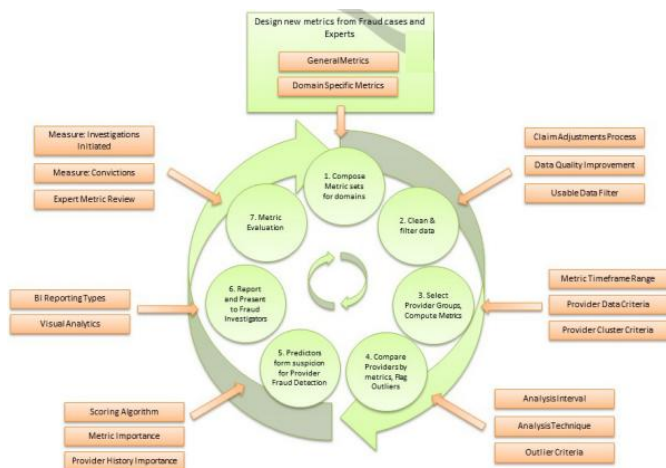 Design new metrics from Fraud cases and
Experts
General Metrics
Domain Specific Metrics
Measure: Investigations
Initiated
Measure: Convictions
Expert Metric Review
Claim Adjustments Process
Data Quality Improvement
Usable Data Filter
1. Compose
Metric sets
for domains
7. Metric
Evaluation
2. Clean &
filter data
BI Reporting Types
Visual Analytics
6. Report
and Present
to Fraud
Investigators
3. Select
Provider Groups,
Compute Metrics
Metric Timeframe Range
Provider Data Criteria
Provider Cluster Criteria
5. Predictors
form suspicion
for Provider
Fraud Detection
4. Compare
Providers by
metrics, Flag
Outliers
Scoring Algorithm
Metric Importance
Provider History Importance
Analysis Interval
Analysis Technique
Outlier Criteria